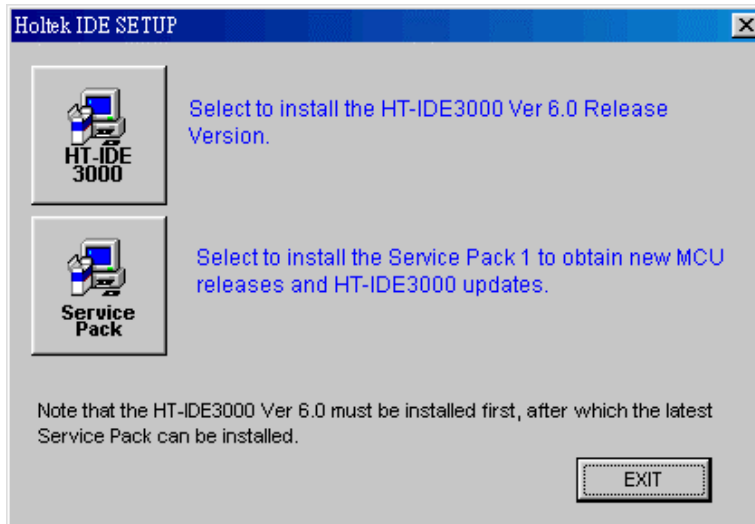 Holtek IDE SETUP
HT-IDE
3000
Select to install the HT-IDE3000 Ver 6.0 Release
Version.
Service
Pack
Select to install the Service Pack 1 to obtain new MCU
releases and HT-IDE3000 updates.
Note that the HT-IDE3000 Ver 6.0 must be installed first, after which the latest
Service Pack can be installed.
EXIT